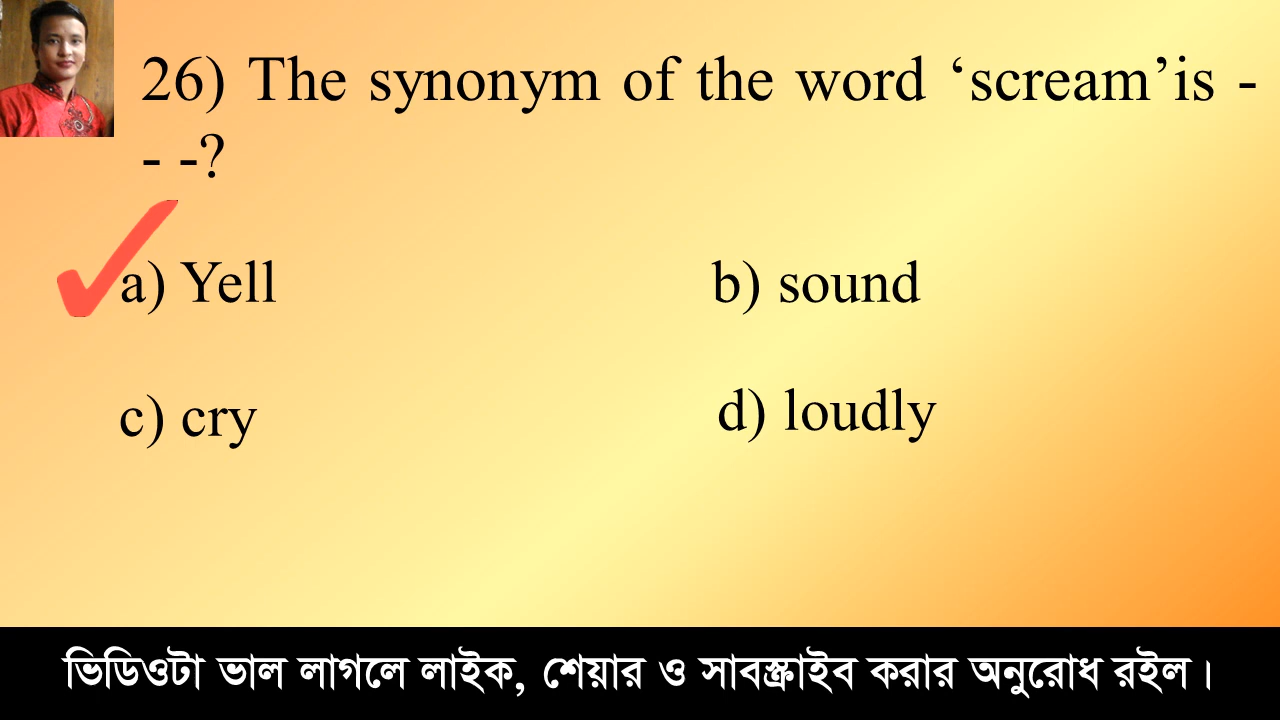 26) The synonym of the word ‘scream’is -
- -?
a) Yell
b) sound
c) cry
d) loudly
ভিডিওটা ভাল লাগলে লাইক, শেয়ার ও সাবস্ক্রাইব করার অনুরোধ রইল।